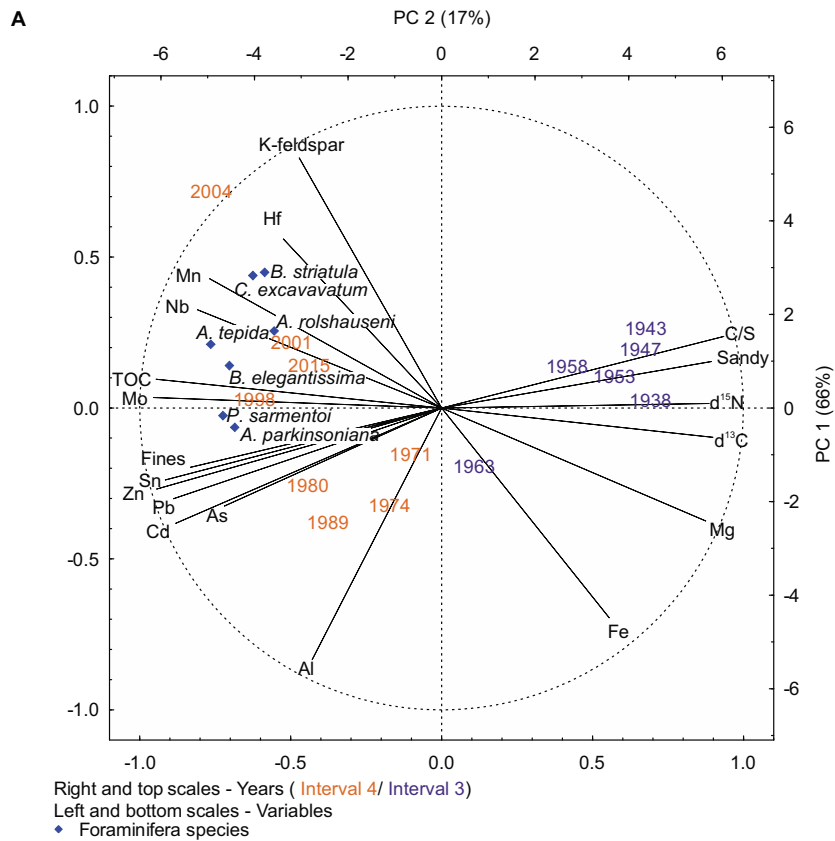 A
PC 2 (17%)
-6 -4 -2 0 2 4 6
1.0
K-feldspar
6
2004
Hf
4
0.5
B. striatula
Mn
C. excavavatum
Nb
2
A. rolshauseni
1943
A. tepida
C/S
2001
1947
Sandy
2015
1958
B. elegantissima
1953
TOC
Mo
1998
1938
d¹⁵N
0.0
0
P. sarmentoi
A. parkinsoniana
d¹³C
PC 1 (66%)
Fines
1971
1963
Sn
Zn
1980
-2
Pb
1974
As
1989
Cd
Mg
-0.5
-4
Fe
Al
-6
-1.0
-1.0 -0.5 0.0 0.5 1.0
Right and top scales - Years ( Interval 4/ Interval 3)
Left and bottom scales - Variables
Foraminifera species